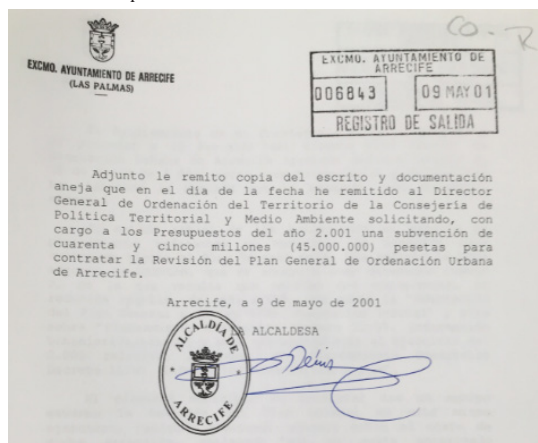 CO - R
EXCMO. AYUNTAMIENTO DE ARRECIFE
(LAS PALMAS)
EXCMO. AYUNTAMIENTO DE
ARRECIFE
006843
09 MAY 01
REGISTRO DE SALIDA
Adjunto le remito copia del escrito y documentación
aneja que en el día de la fecha he remitido al Director
General de Ordenación del Territorio de la Consejería de
Política Territorial y Medio Ambiente solicitando, con
cargo a los Presupuestos del año 2.001 una subvención de
cuarenta y cinco millones (45.000.000) pesetas para
contratar la Revisión del Plan General de Ordenación Urbana
de Arrecife.
Arrecife, a 9 de mayo de 2001
ALCALDESA
ALCALDÍA DE
ARRECIFE